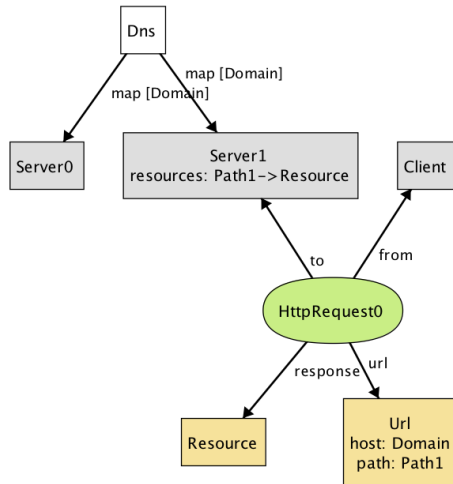 Dns
map [Domain]
map [Domain]
Server0
Server1
resources: Path1->Resource
Client
to
from
HttpRequest0
response
url
Resource
Url
host: Domain
path: Path1